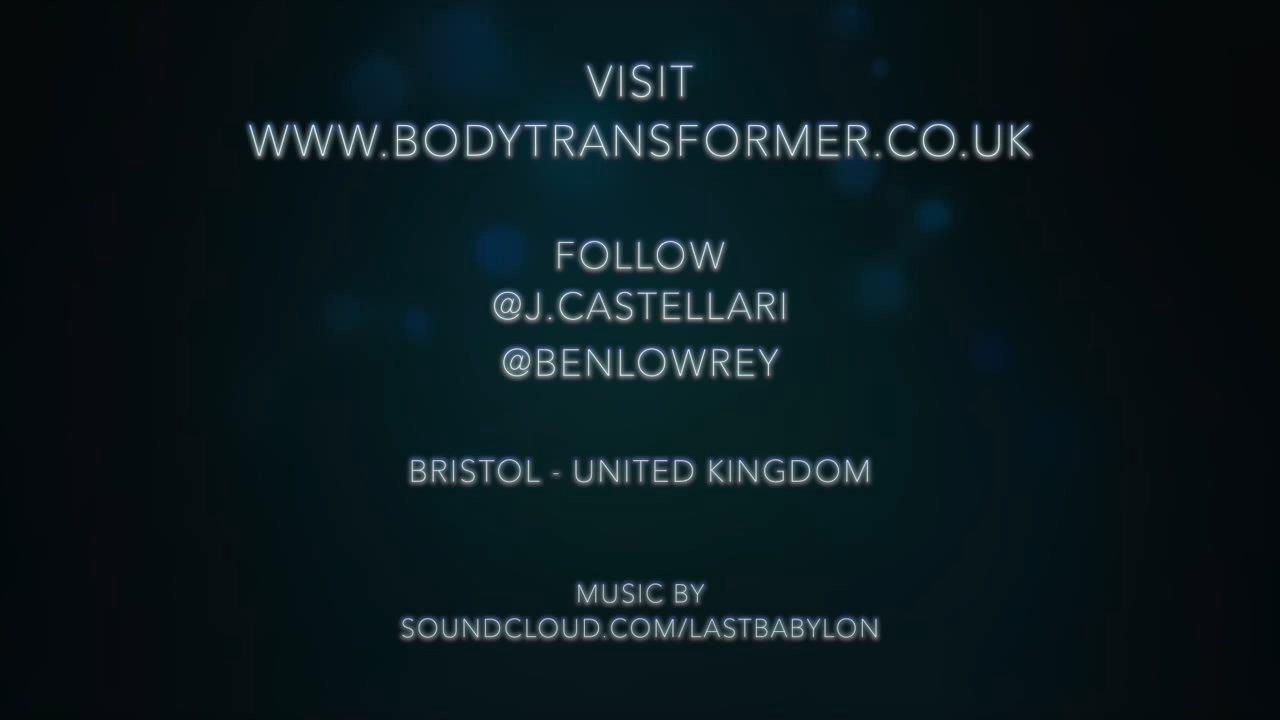 VISIT
WWW.BODYTRANSFORMER.CO.UK
FOLLOW
@J.CASTELLARI
@BENLOWREY
BRISTOL - UNITED KINGDOM
MUSIC BY
SOUNDCLOUD.COM/LASTBABYLON